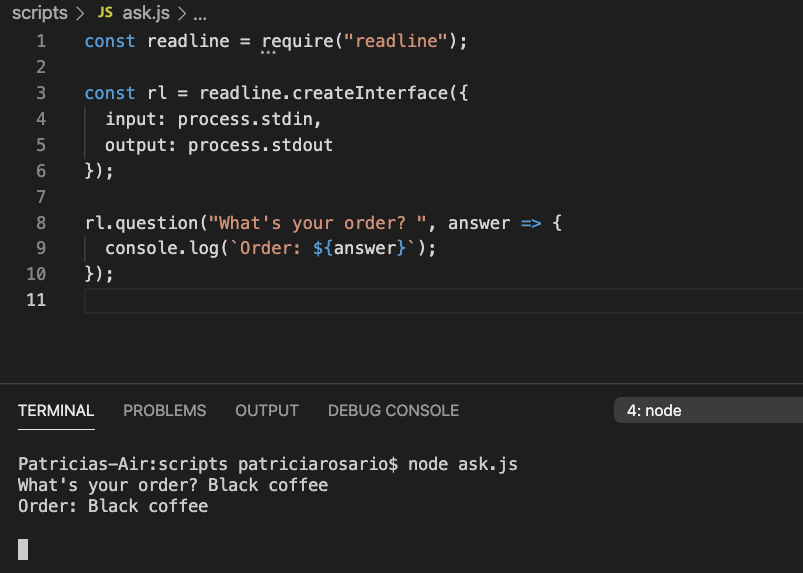 scripts > JS ask.js > ...
1 const readline = require("readline");
2
3 const rl = readline.createInterface({
4   input: process.stdin,
5   output: process.stdout
6 });
7
8 rl.question("What's your order? ", answer => {
9   console.log(`Order: ${answer}`);
10 });
11
TERMINAL PROBLEMS OUTPUT DEBUG CONSOLE 4: node
Patricias-Air:scripts patriciarosario$ node ask.js
What's your order? Black coffee
Order: Black coffee